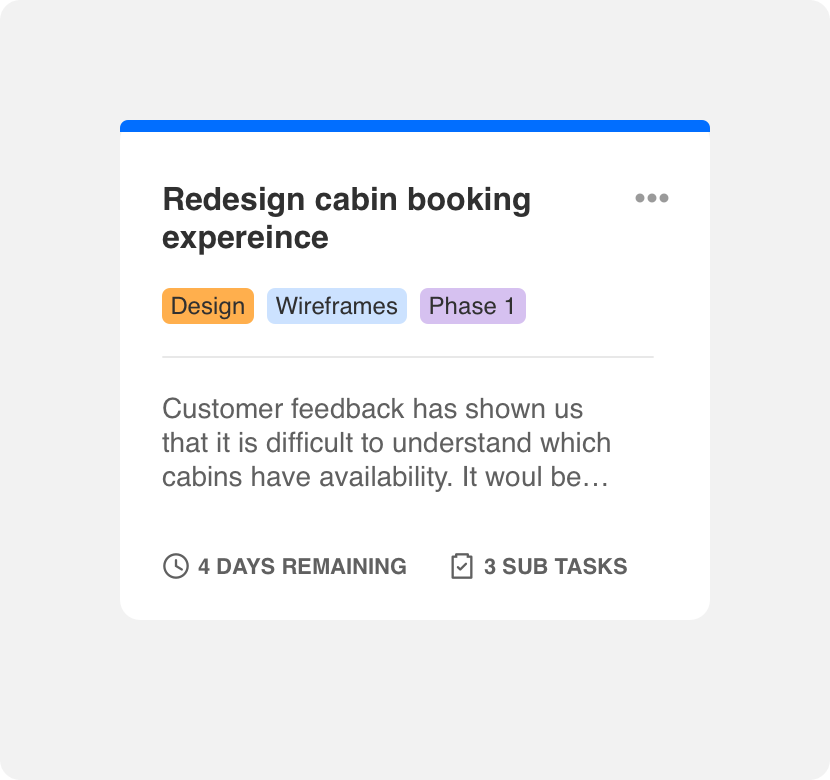 Redesign cabin booking
expereince
Design Wireframes Phase 1
Customer feedback has shown us
that it is difficult to understand which
cabins have availability. It woul be…
4 DAYS REMAINING 3 SUB TASKS